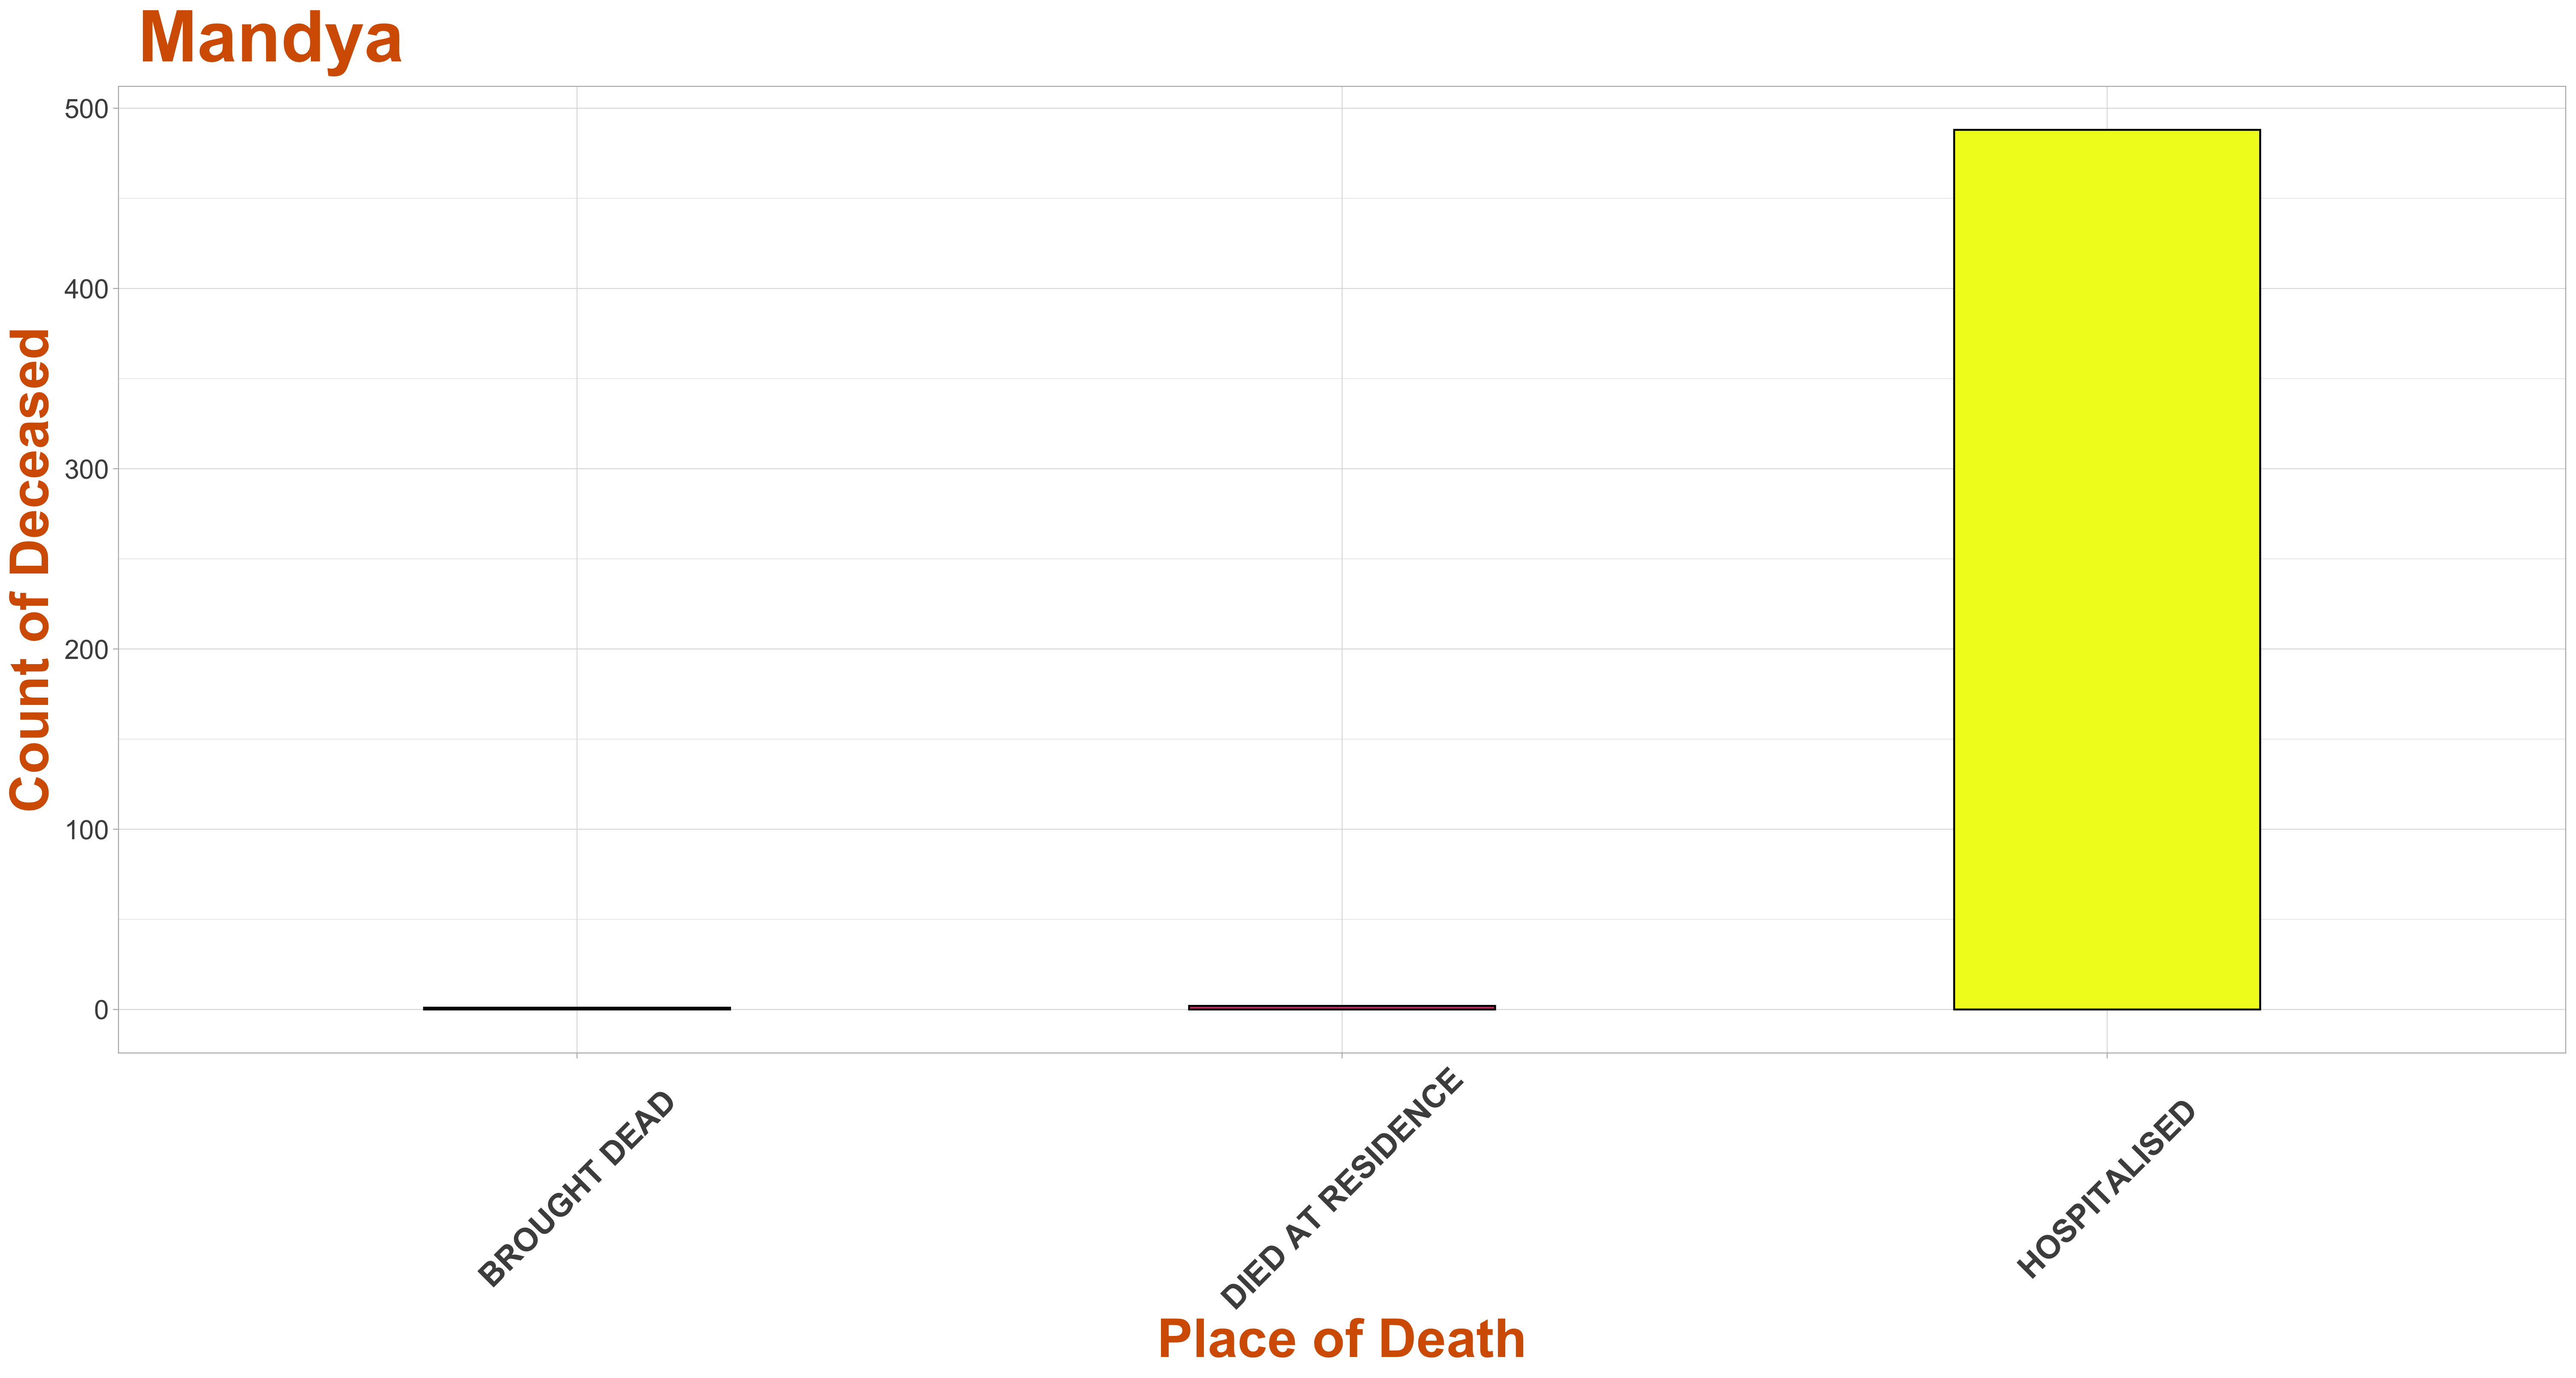 Mandya
Count of Deceased
500
400
300
200
100
0
BROUGHT DEAD
DIED AT RESIDENCE
HOSPITALISED
Place of Death